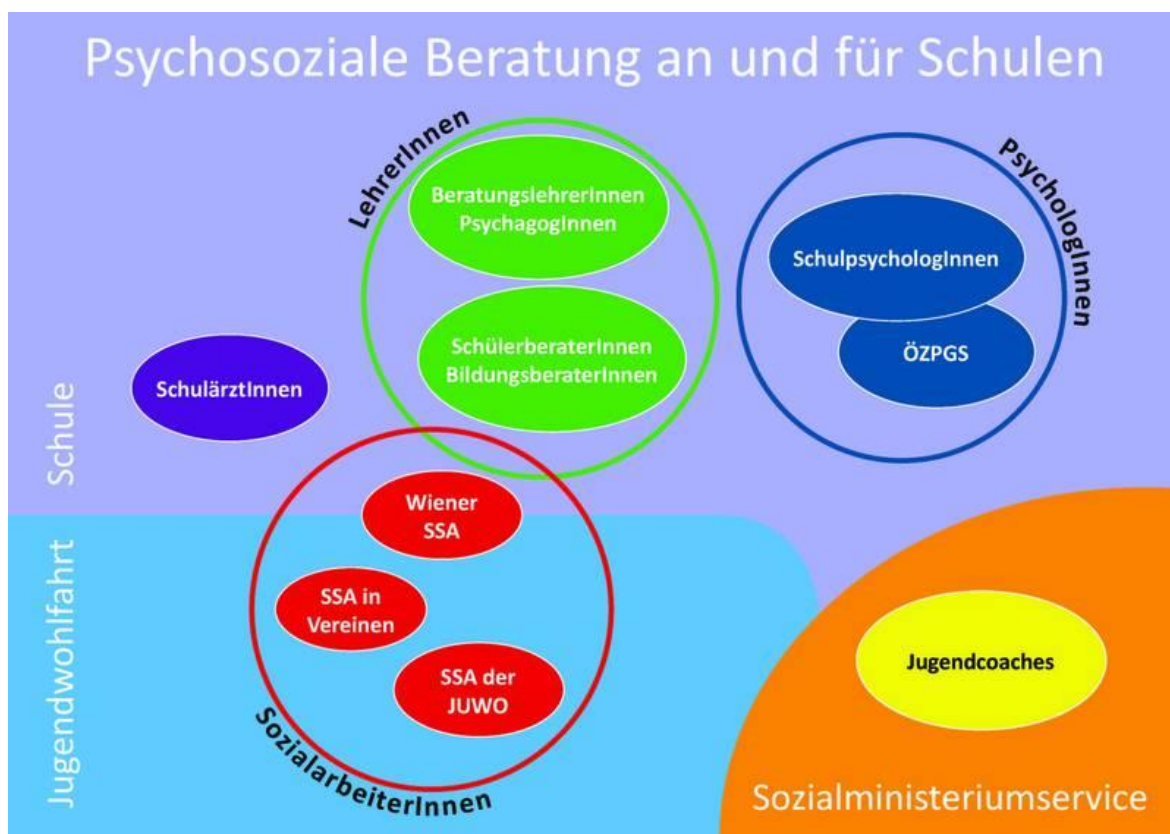 Psychosoziale Beratung an und für Schulen
LehrerInnen
BeratungslehrerInnen
PsychagogInnen
SchülerberaterInnen
BildungsberaterInnen
PsychologInnen
SchulpsychologInnen
ÖZPGS
SchulärztInnen
Schule
Wiener
SSA
SSA in
Vereinen
SSA der
JUWO
SozialarbeiterInnen
Jugendwohlfahrt
Jugendcoaches
Sozialministeriumservice